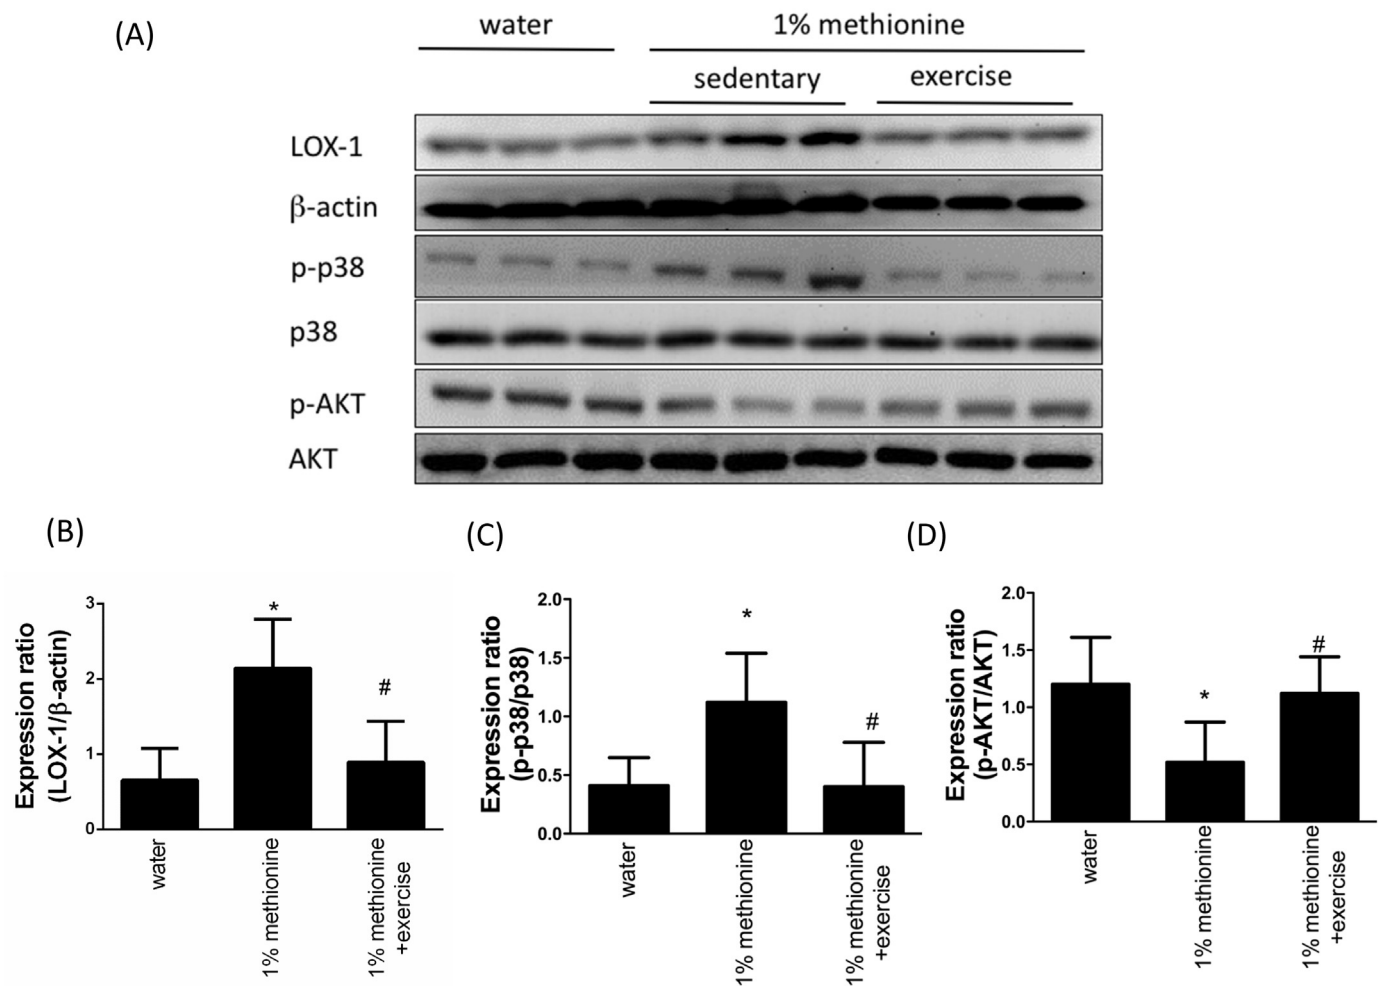 (A)
water
1% methionine
sedentary
exercise
LOX-1
β-actin
p-p38
p38
p-AKT
AKT
(B)
Expression ratio
(LOX-1/β-actin)
3
2
1
0
*
#
water
1% methionine
1% methionine
+exercise
(C)
Expression ratio
(p-p38/p38)
2.0
1.5
1.0
0.5
0.0
*
#
water
1% methionine
1% methionine
+exercise
(D)
Expression ratio
(p-AKT/AKT)
2.0
1.5
1.0
0.5
0.0
*
#
water
1% methionine
1% methionine
+exercise